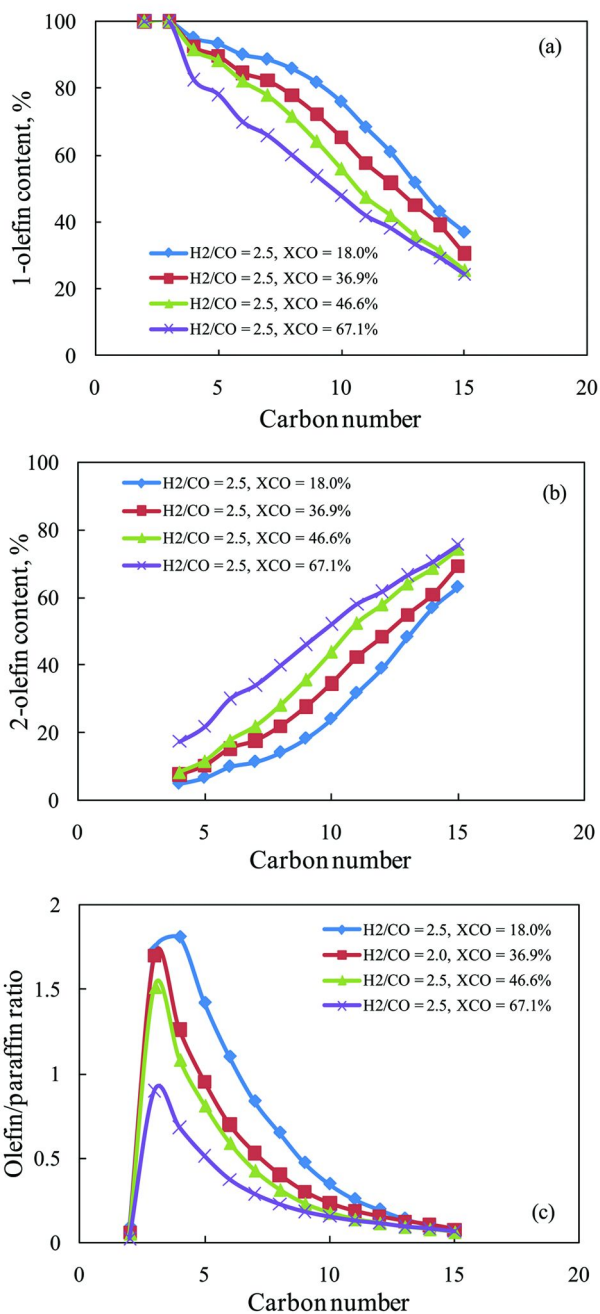 100
(a)
80
60
40
20
0
1-olefin content, %
H2/CO = 2.5, XCO = 18.0%
H2/CO = 2.5, XCO = 36.9%
H2/CO = 2.5, XCO = 46.6%
H2/CO = 2.5, XCO = 67.1%
0 5 10 15 20
Carbon number
100
(b)
80
60
40
20
0
2-olefin content, %
H2/CO = 2.5, XCO = 18.0%
H2/CO = 2.5, XCO = 36.9%
H2/CO = 2.5, XCO = 46.6%
H2/CO = 2.5, XCO = 67.1%
0 5 10 15 20
Carbon number
2
1.5
1
0.5
0
Olefin/paraffin ratio
H2/CO = 2.5, XCO = 18.0%
H2/CO = 2.0, XCO = 36.9%
H2/CO = 2.5, XCO = 46.6%
H2/CO = 2.5, XCO = 67.1%
(c)
0 5 10 15 20
Carbon number